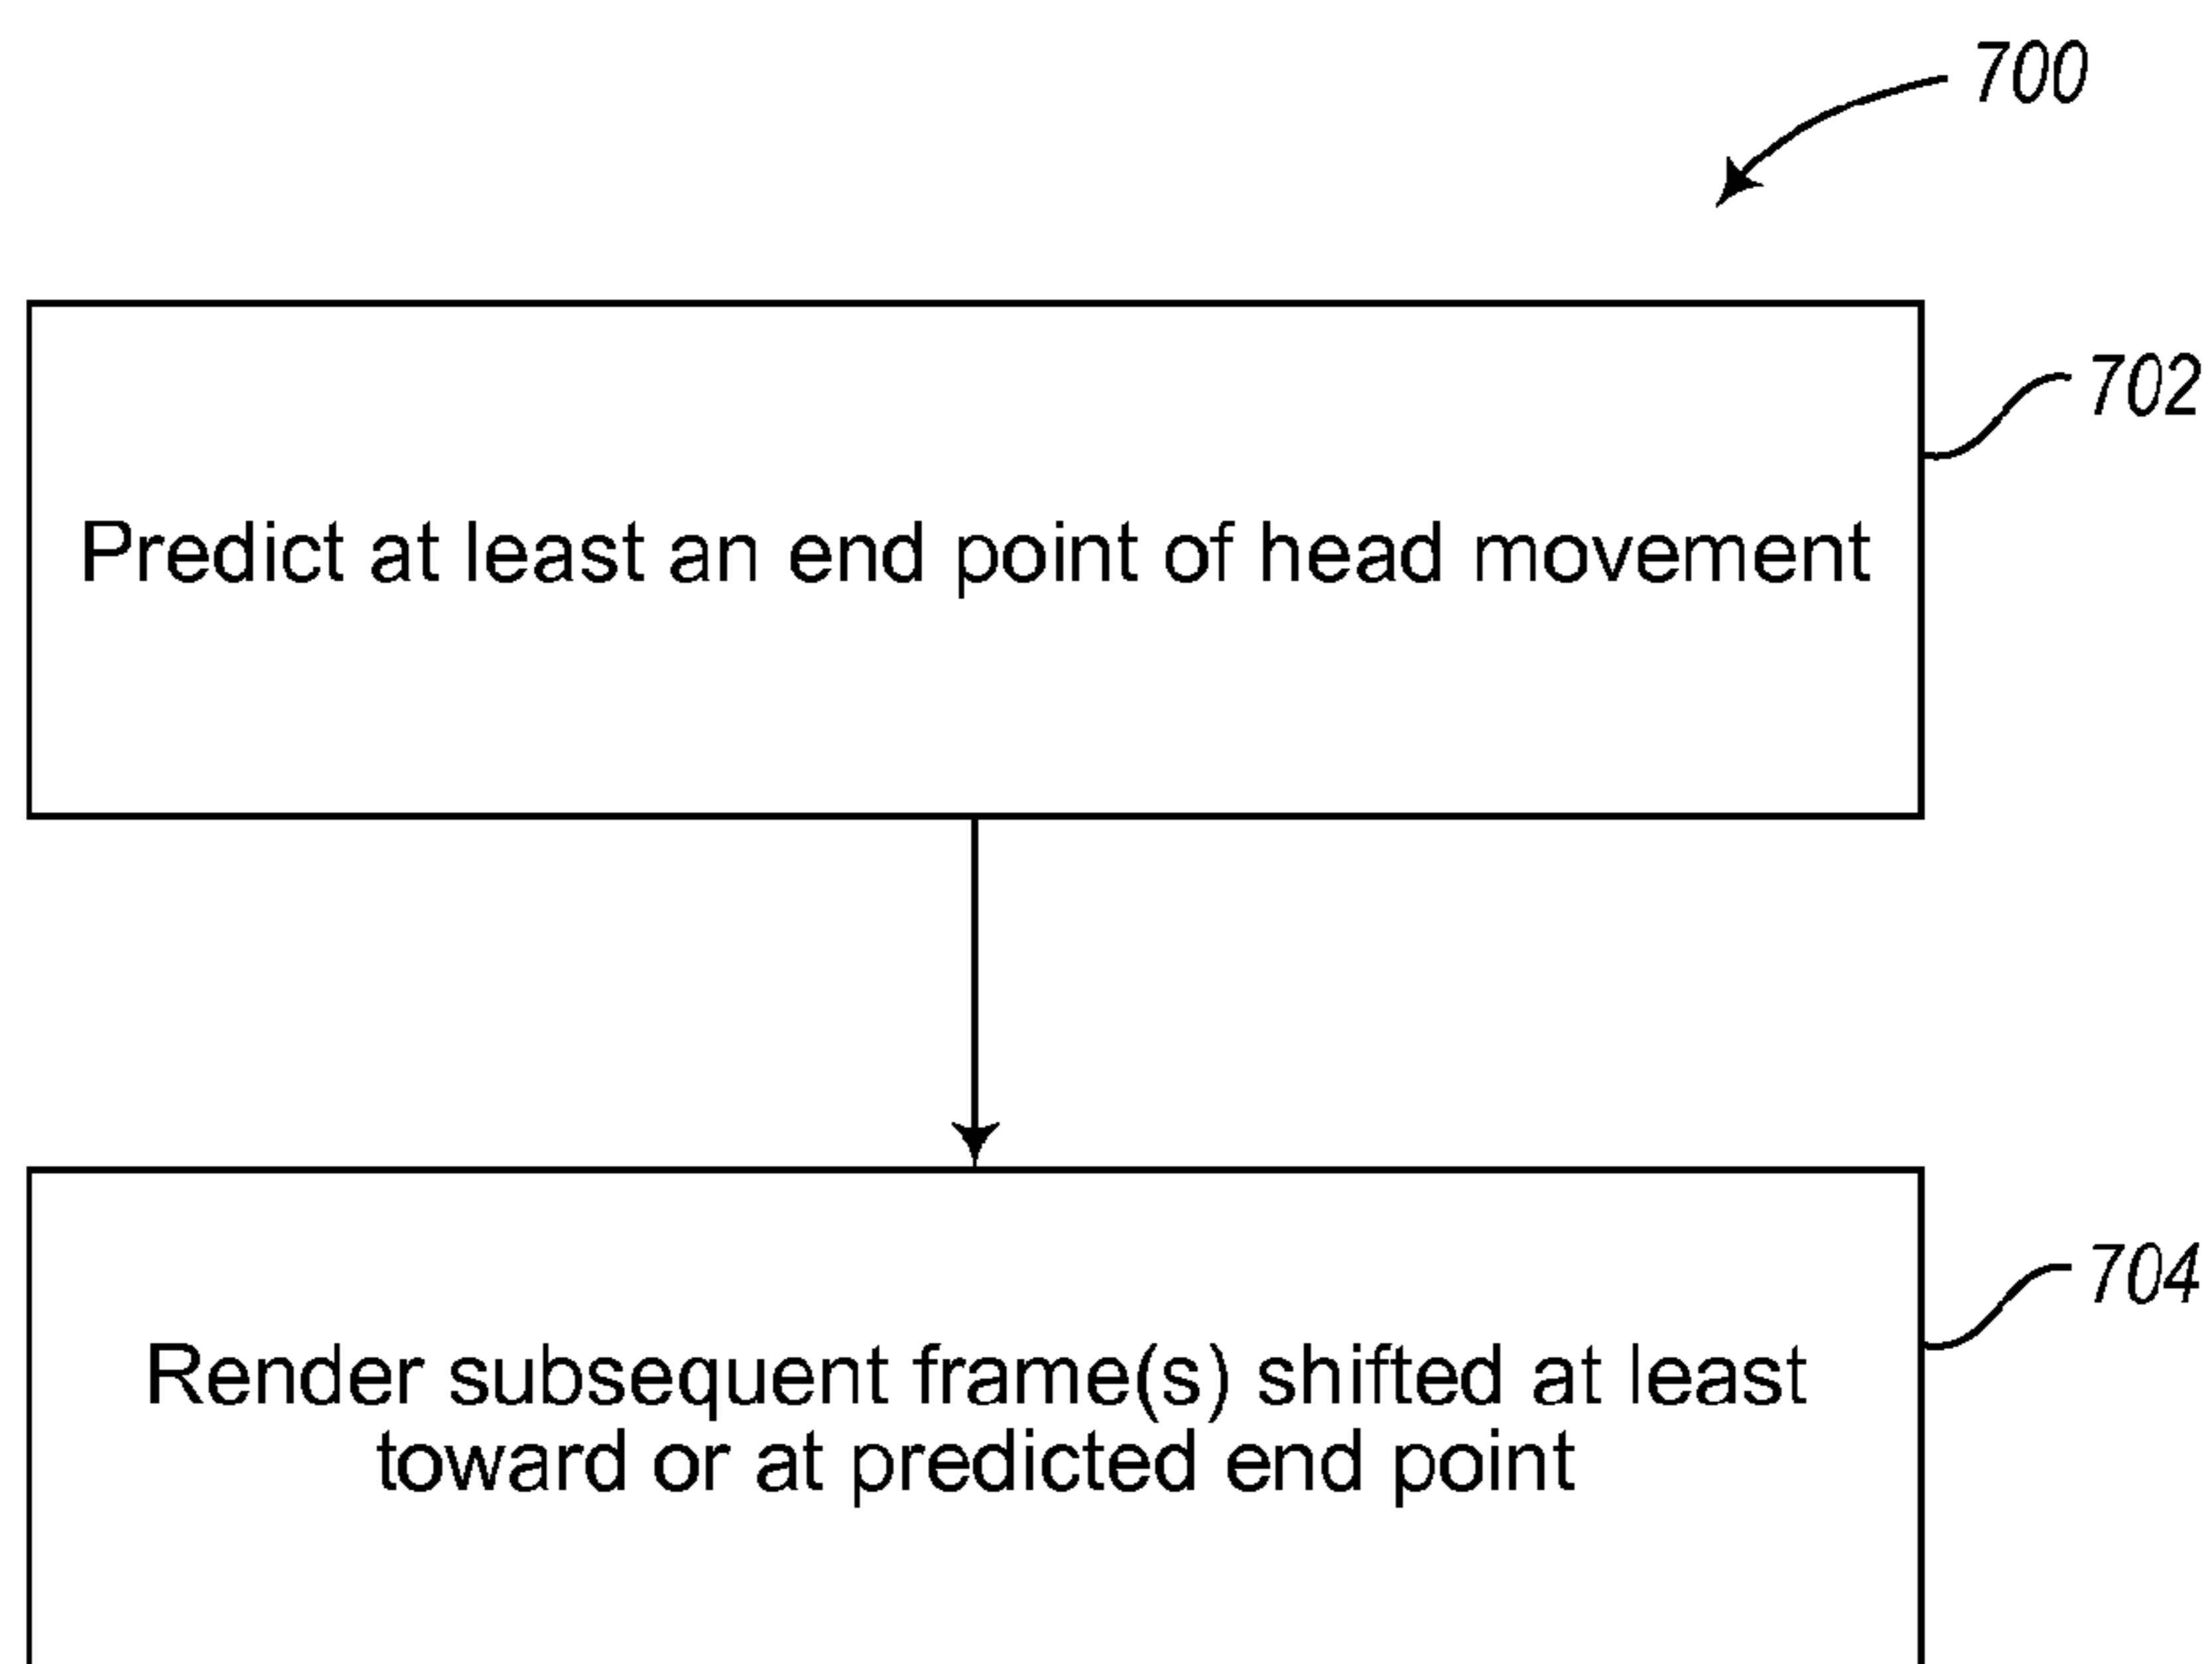 700
702
Predict at least an end point of head movement
704
Render subsequent frame(s) shifted at least
toward or at predicted end point